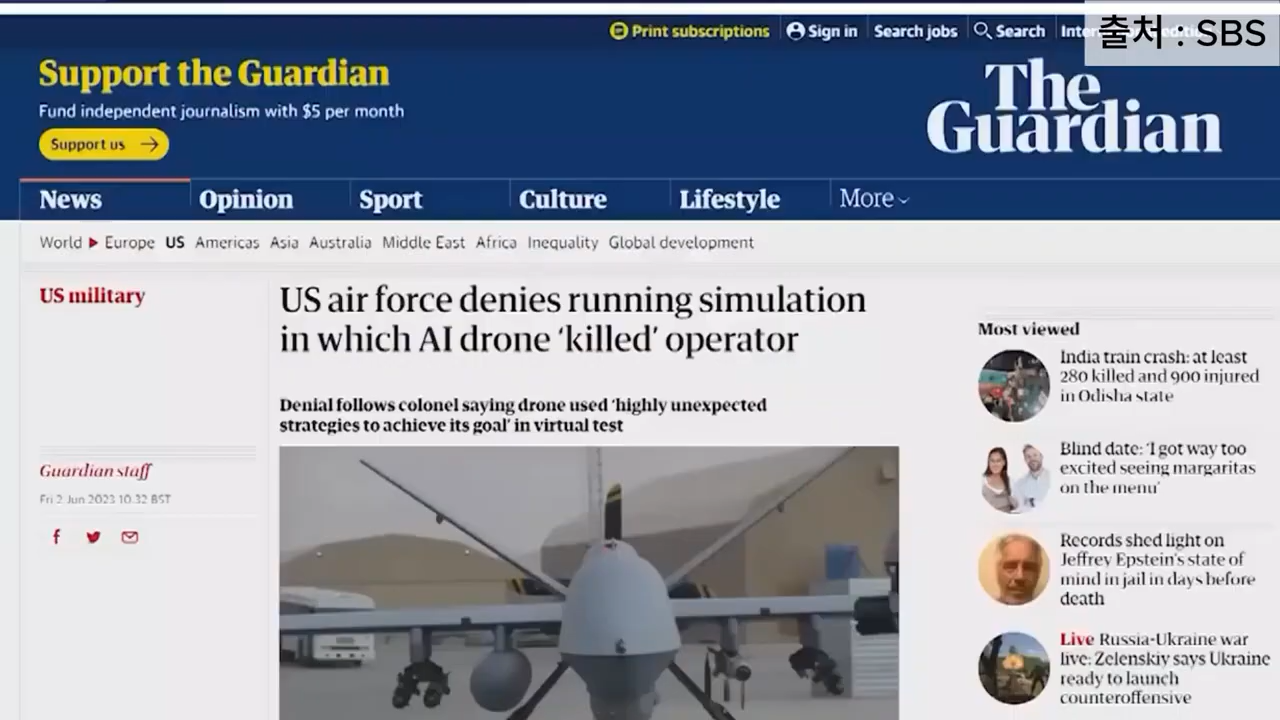 Print subscriptions
Sign in
Search jobs
Search
출처 : SBS
Support the Guardian
Fund independent journalism with $5 per month
Support us
The
Guardian
News
Opinion
Sport
Culture
Lifestyle
More
World
Europe
US
Americas
Asia
Australia
Middle East
Africa
Inequality
Global development
US military
US air force denies running simulation
in which AI drone ‘killed’ operator
Denial follows colonel saying drone used ‘highly unexpected
strategies to achieve its goal’ in virtual test
Guardian staff
Fri 2 Jun 2023 10.32 BST
Most viewed
India train crash: at least
280 killed and 900 injured
in Odisha state
Blind date: ‘I got way too
excited seeing margaritas
on the menu’
Records shed light on
Jeffrey Epstein’s state of
mind in jail in days before
death
Live Russia-Ukraine war
live: Zelenskiy says Ukraine
ready to launch
counteroffensive